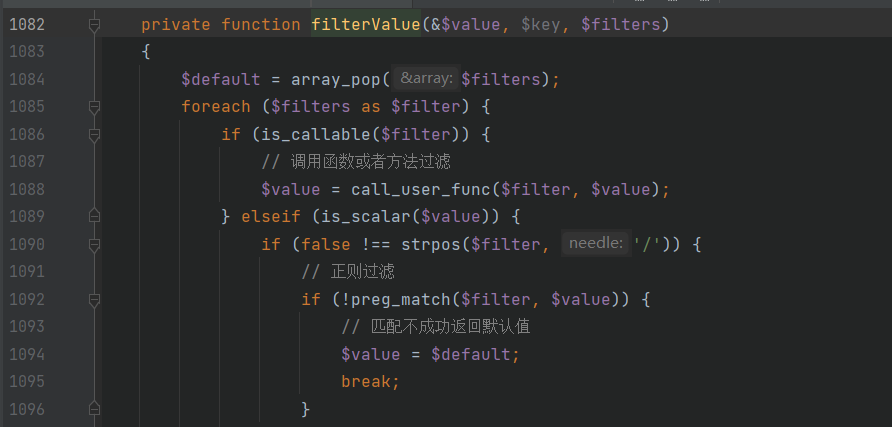 1082 private function filterValue(&$value, $key, $filters)
1083 {
1084 $default = array_pop( &array: $filters);
1085 foreach ($filters as $filter) {
1086 if (is_callable($filter)) {
1087 // 调用函数或者方法过滤
1088 $value = call_user_func($filter, $value);
1089 } elseif (is_scalar($value)) {
1090 if (false !== strpos($filter, needle: '/')) {
1091 // 正则过滤
1092 if (!preg_match($filter, $value)) {
1093 // 匹配不成功返回默认值
1094 $value = $default;
1095 break;
1096 }